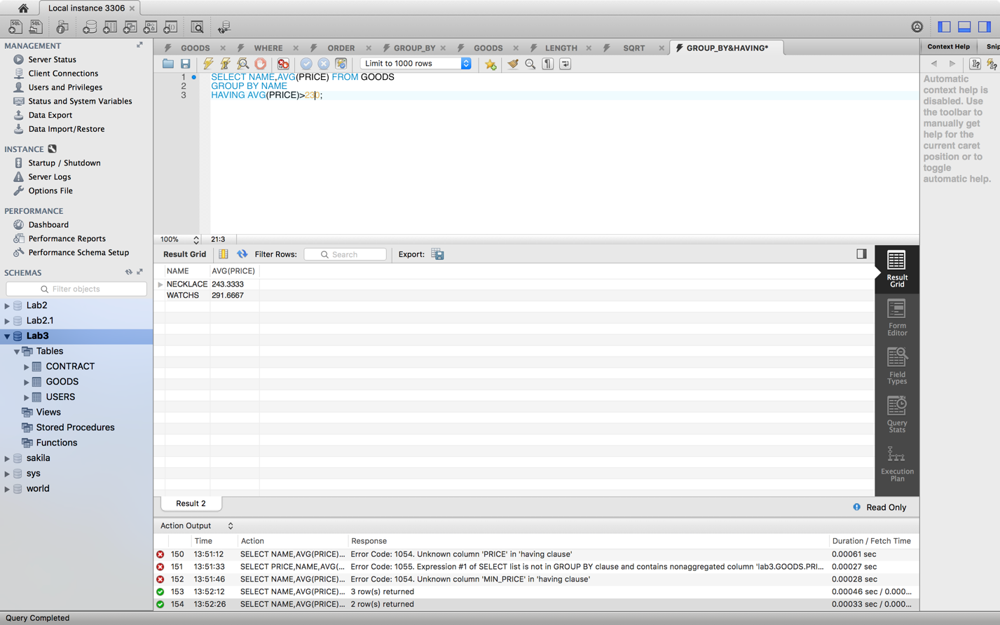 Local instance 3306
MANAGEMENT
Server Status
Client Connections
Users and Privileges
Status and System Variables
Data Export
Data Import/Restore
INSTANCE
Startup / Shutdown
Server Logs
Options File
PERFORMANCE
Dashboard
Performance Reports
Performance Schema Setup
SCHEMAS
Filter objects
Lab2
Lab2.1
Lab3
Tables
CONTRACT
GOODS
USERS
Views
Stored Procedures
Functions
sakila
sys
world
GOODS WHERE ORDER GROUP_BY GOODS LENGTH SQRT GROUP_BY&HAVING*
Limit to 1000 rows
1 SELECT NAME,AVG(PRICE) FROM GOODS
2 GROUP BY NAME
3 HAVING AVG(PRICE)>230;
100% 21:3
Result Grid Filter Rows: Search Export:
NAME AVG(PRICE)
NECKLACE 243.3333
WATCHS 291.6667
Result Grid
Form Editor
Field Types
Query Stats
Execution Plan
Result 2 Read Only
Action Output
Time Action Response Duration / Fetch Time
150 13:51:12 SELECT NAME,AVG(PRICE)... Error Code: 1054. Unknown column 'PRICE' in 'having clause' 0.00061 sec
151 13:51:33 SELECT PRICE,NAME,AVG(... Error Code: 1055. Expression #1 of SELECT list is not in GROUP BY clause and contains nonaggregated column 'lab3.GOODS.PRI... 0.00027 sec
152 13:51:46 SELECT NAME,AVG(PRICE)... Error Code: 1054. Unknown column 'MIN_PRICE' in 'having clause' 0.00028 sec
153 13:52:12 SELECT NAME,AVG(PRICE)... 3 row(s) returned 0.00046 sec / 0.000...
154 13:52:26 SELECT NAME,AVG(PRICE)... 2 row(s) returned 0.00033 sec / 0.000...
Context Help Snip
Automatic
context help is
disabled. Use
the toolbar to
manually get
help for the
current caret
position or to
toggle
automatic help.
Query Completed